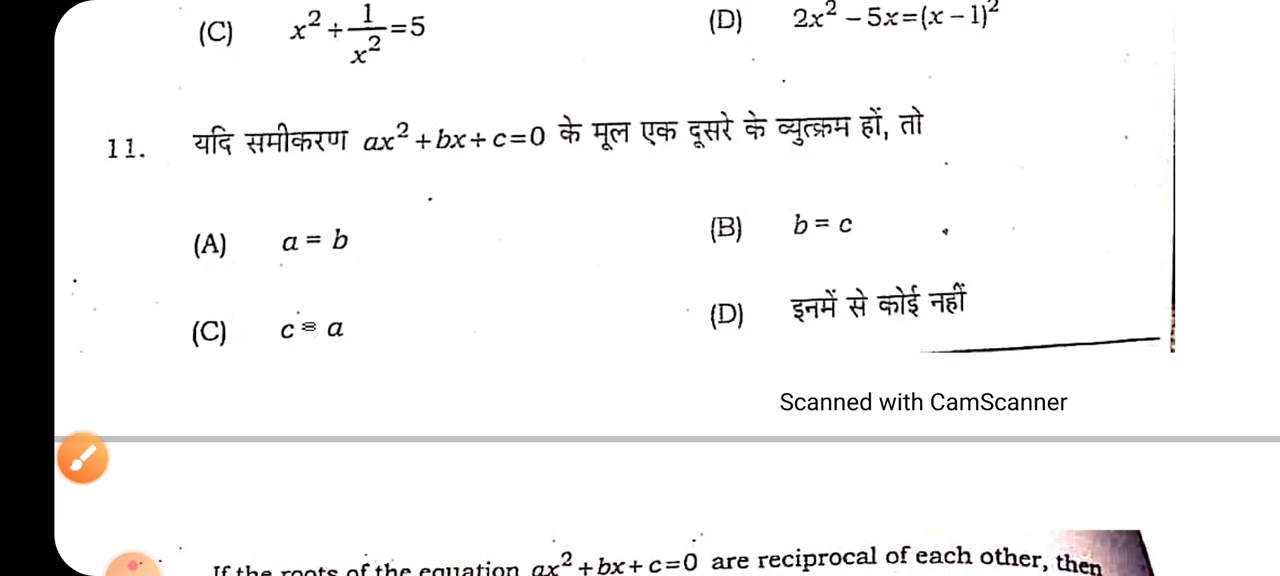 (C) x² + 1/x² = 5 (D) 2x² – 5x=(x – 1)²
11. यदि समीकरण ax² + bx + c = 0 के मूल एक दूसरे के व्युत्क्रम हों, तो
(A) a = b (B) b = c
(C) c = a (D) इनमें से कोई नहीं
Scanned with CamScanner
If the roots of the equation ax² + bx + c = 0 are reciprocal of each other, then